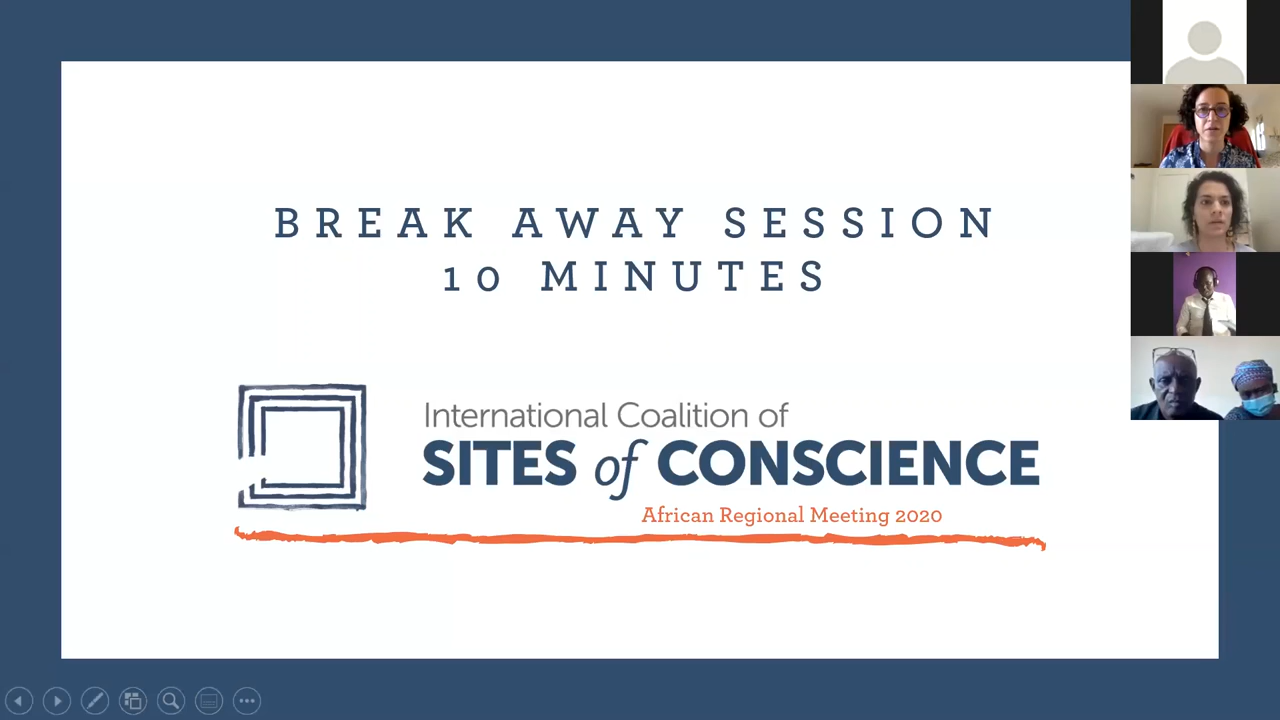 BREAK AWAY SESSION
10 MINUTES
International Coalition of
SITES of CONSCIENCE
African Regional Meeting 2020